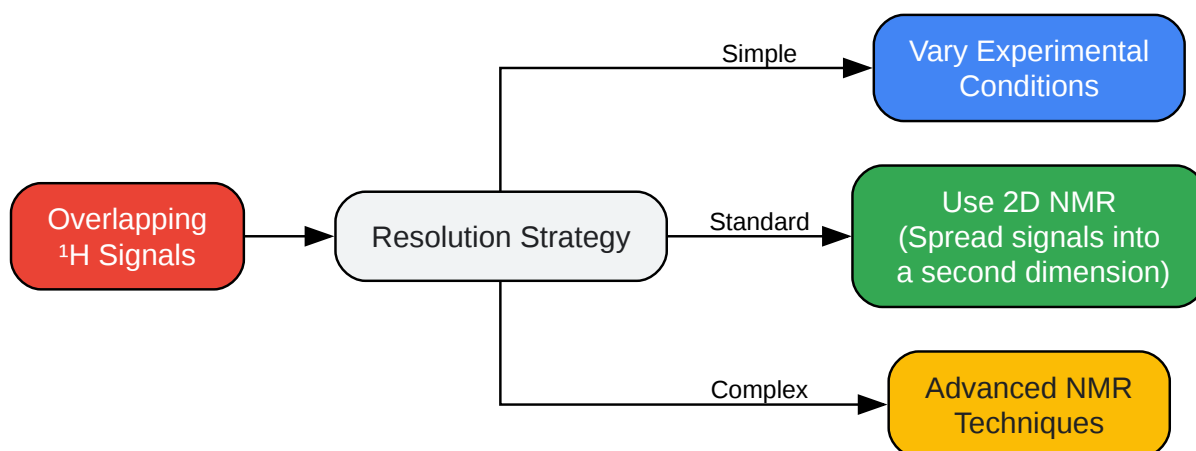 Simple
Vary Experimental
Conditions
Overlapping
¹H Signals
Resolution Strategy
Standard
Use 2D NMR
(Spread signals into
a second dimension)
Complex
Advanced NMR
Techniques